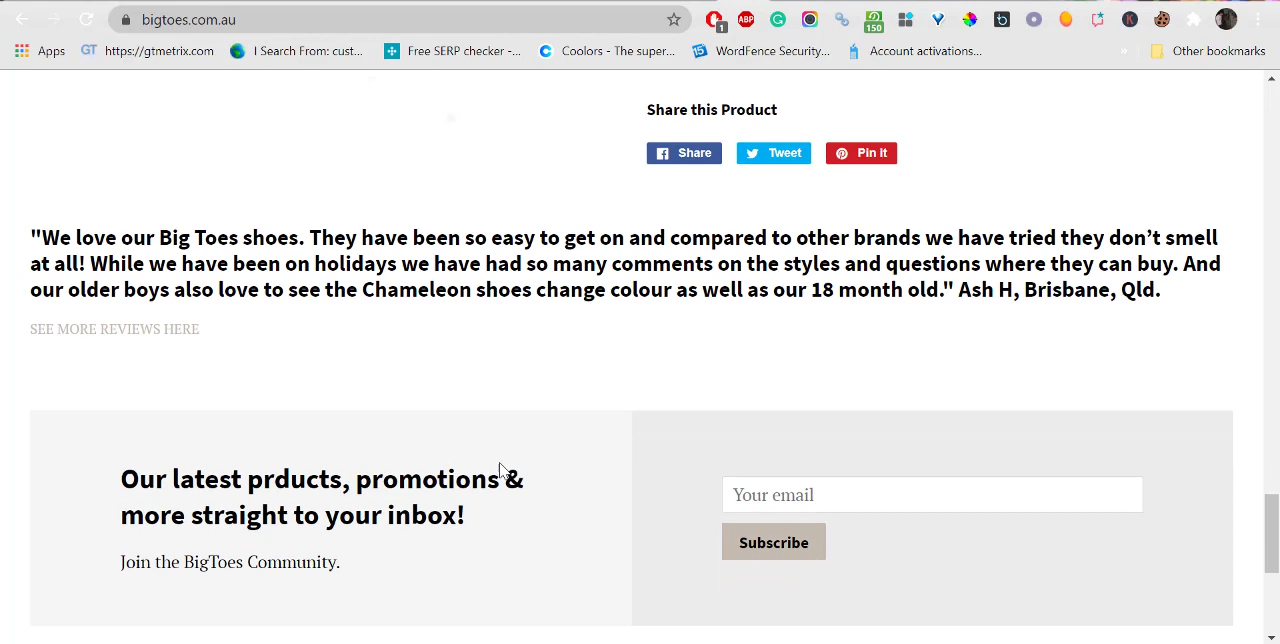 bigtoes.com.au
1
ABP
150
K
Apps
GT https://gtmetrix.com
I Search From: cust...
Free SERP checker -...
Coolors - The super...
15 WordFence Security...
Account activations...
»
Other bookmarks
Share this Product
Share
Tweet
Pin it
"We love our Big Toes shoes. They have been so easy to get on and compared to other brands we have tried they don’t smell
at all! While we have been on holidays we have had so many comments on the styles and questions where they can buy. And
our older boys also love to see the Chameleon shoes change colour as well as our 18 month old." Ash H, Brisbane, Qld.
SEE MORE REVIEWS HERE
Our latest prducts, promotions &
more straight to your inbox!
Join the BigToes Community.
Your email
Subscribe